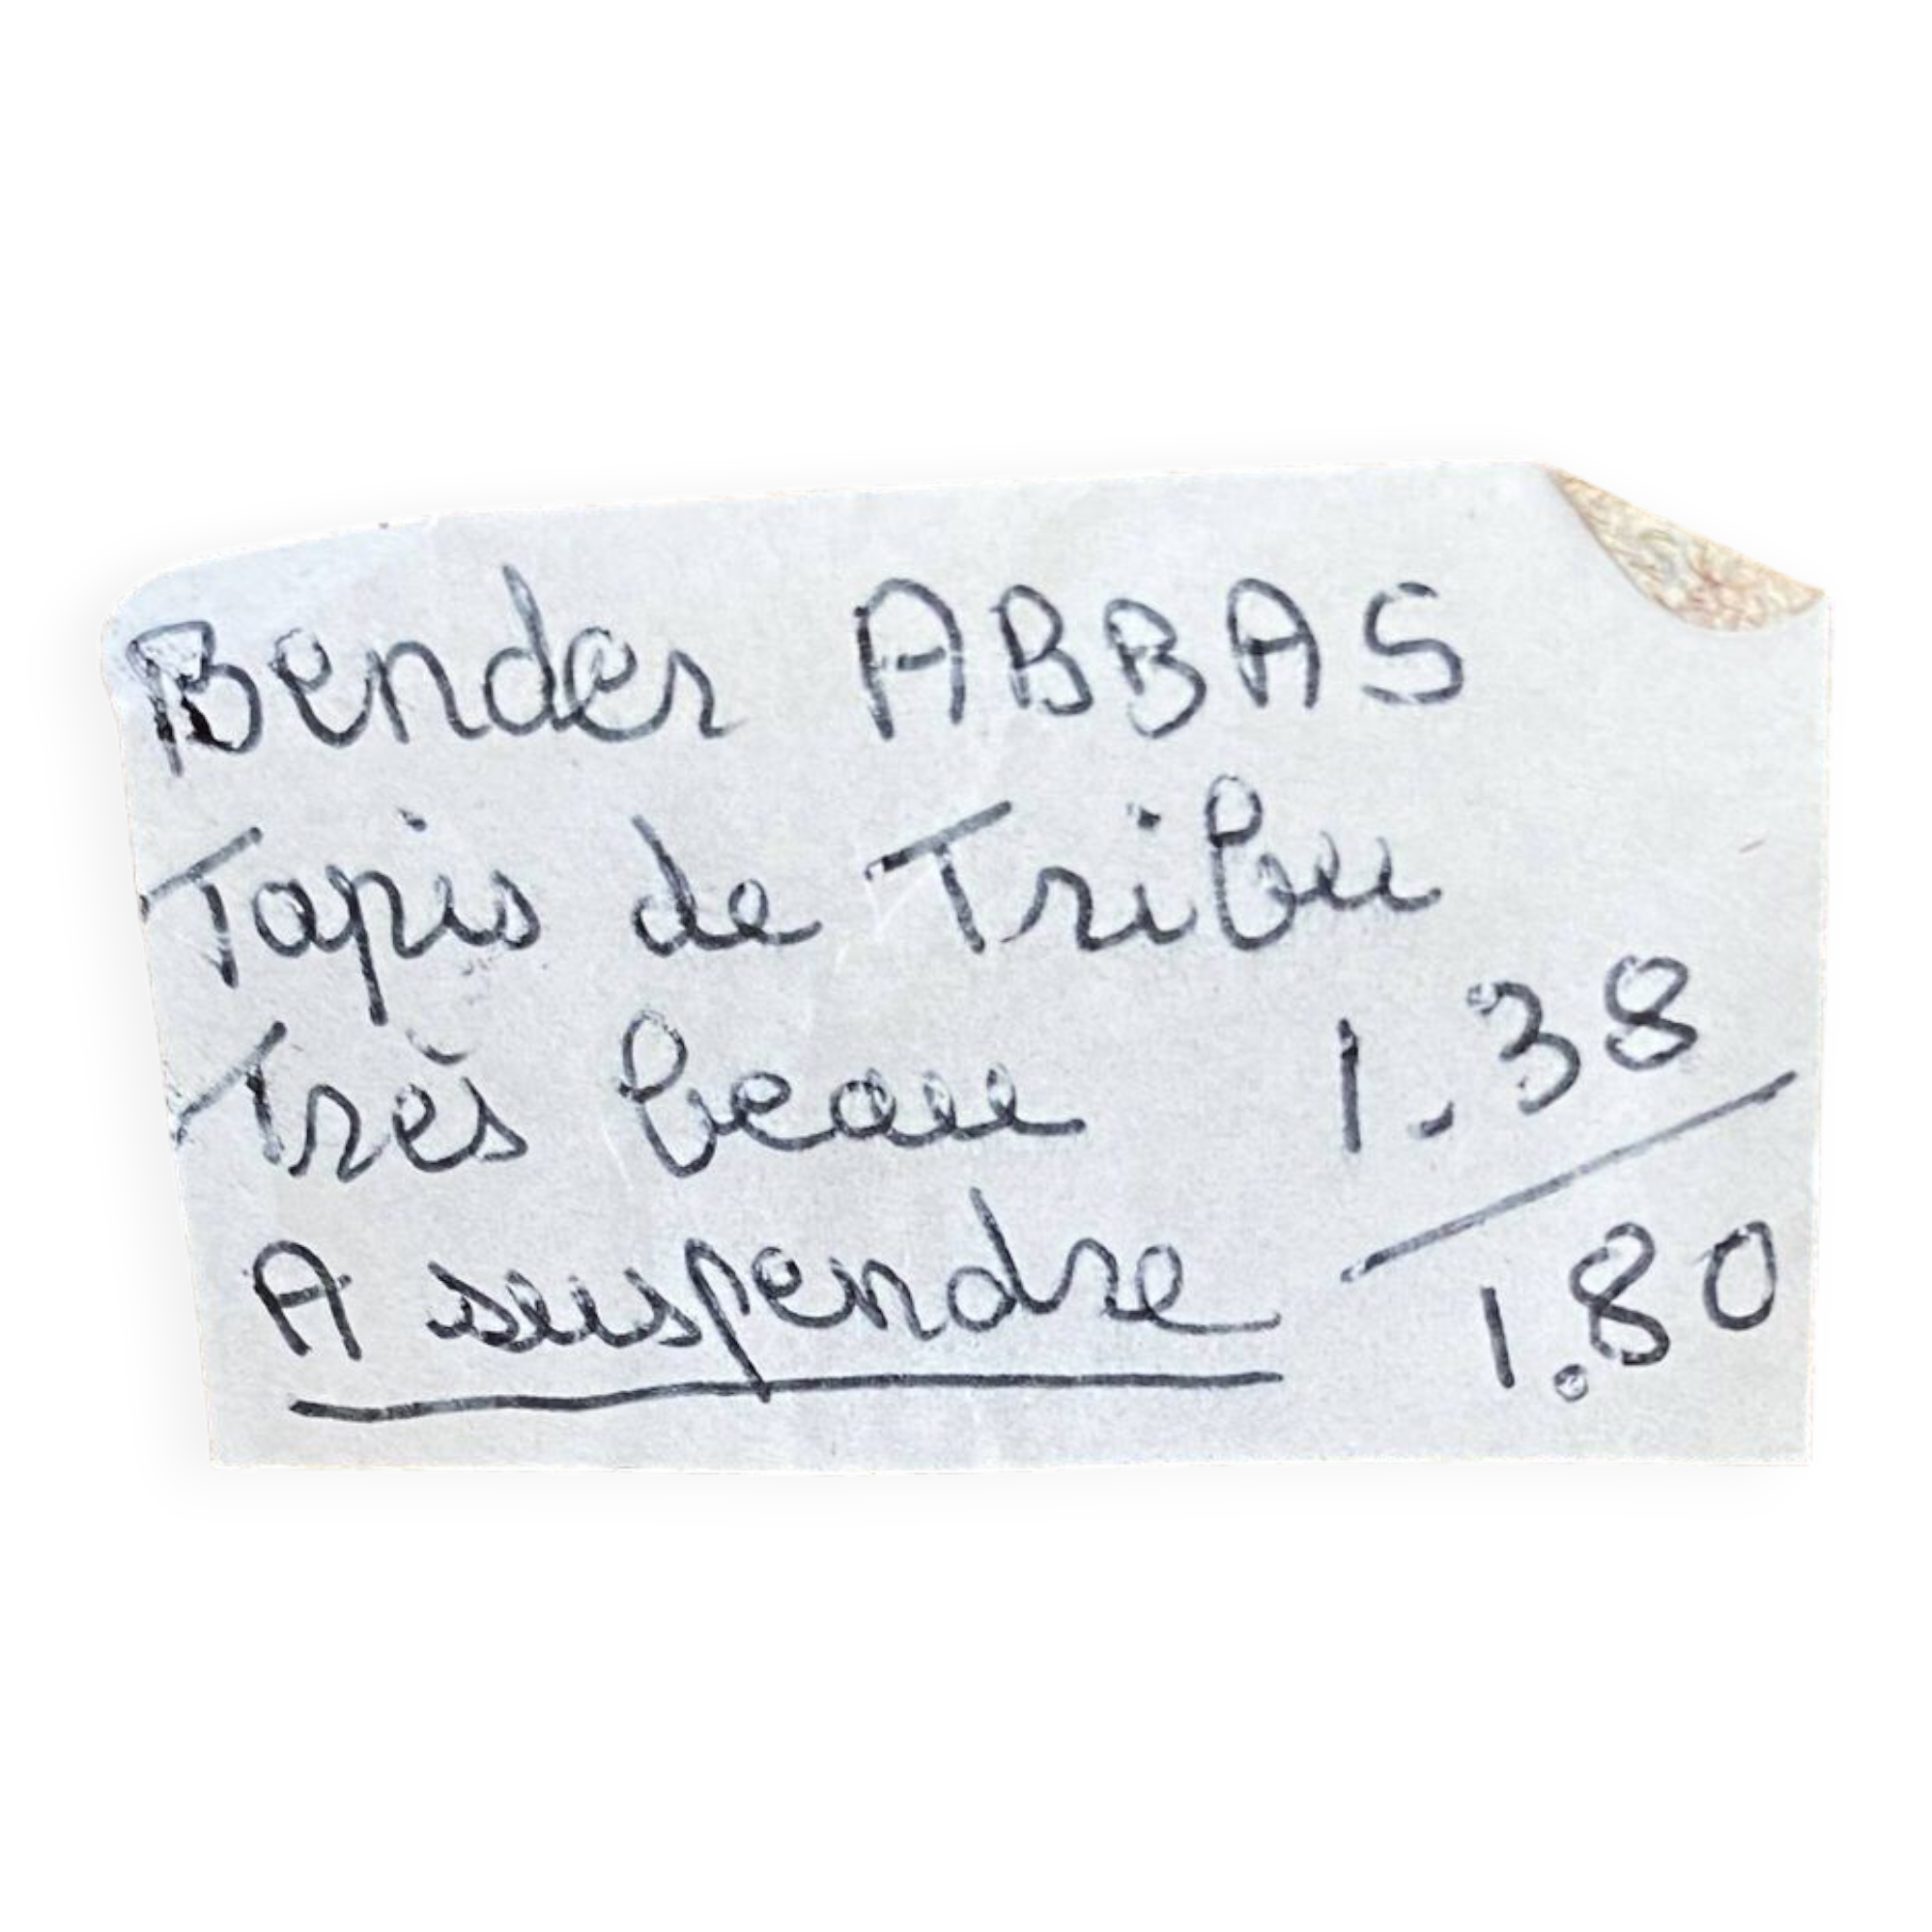 Bender ABBAS
Tapis de Tribu
Très beau 1.38
A suspendre 1.80